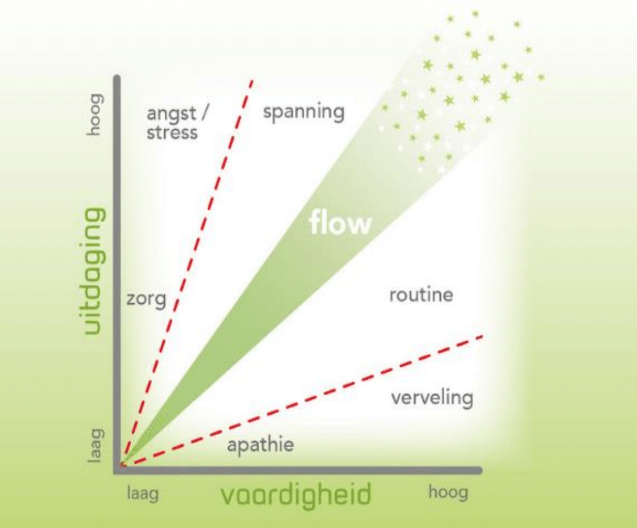 hoog
angst /
stress
spanning
flow
uitdaging
zorg
routine
verveling
laag
apathie
laag
vaardigheid
hoog